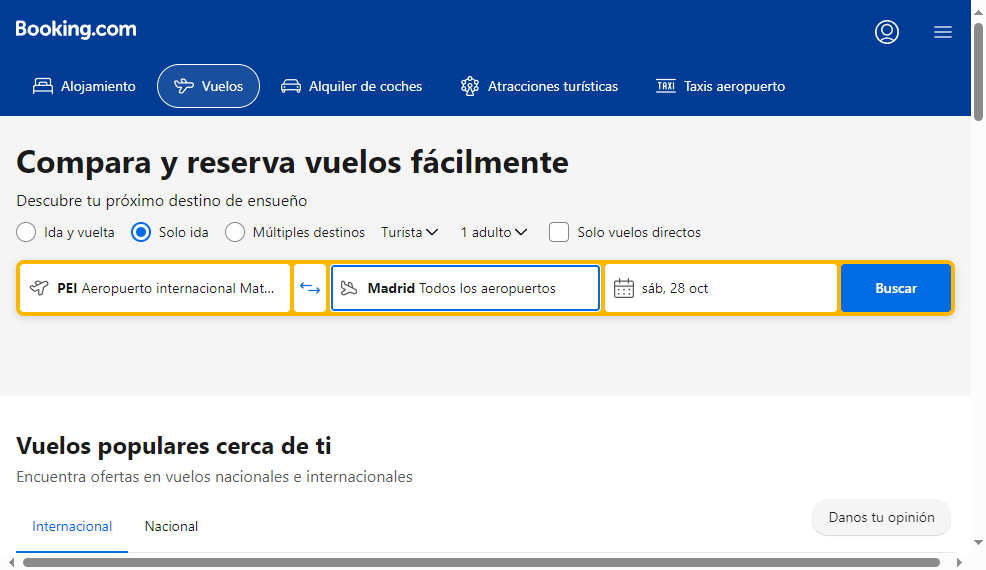 Booking.com
Alojamiento Vuelos Alquiler de coches Atracciones turísticas TAXI Taxis aeropuerto
Compara y reserva vuelos fácilmente
Descubre tu próximo destino de ensueño
Ida y vuelta Solo ida Múltiples destinos Turista 1 adulto Solo vuelos directos
PEI Aeropuerto internacional Mat... Madrid Todos los aeropuertos sáb, 28 oct Buscar
Vuelos populares cerca de ti
Encuentra ofertas en vuelos nacionales e internacionales
Danos tu opinión
Internacional Nacional